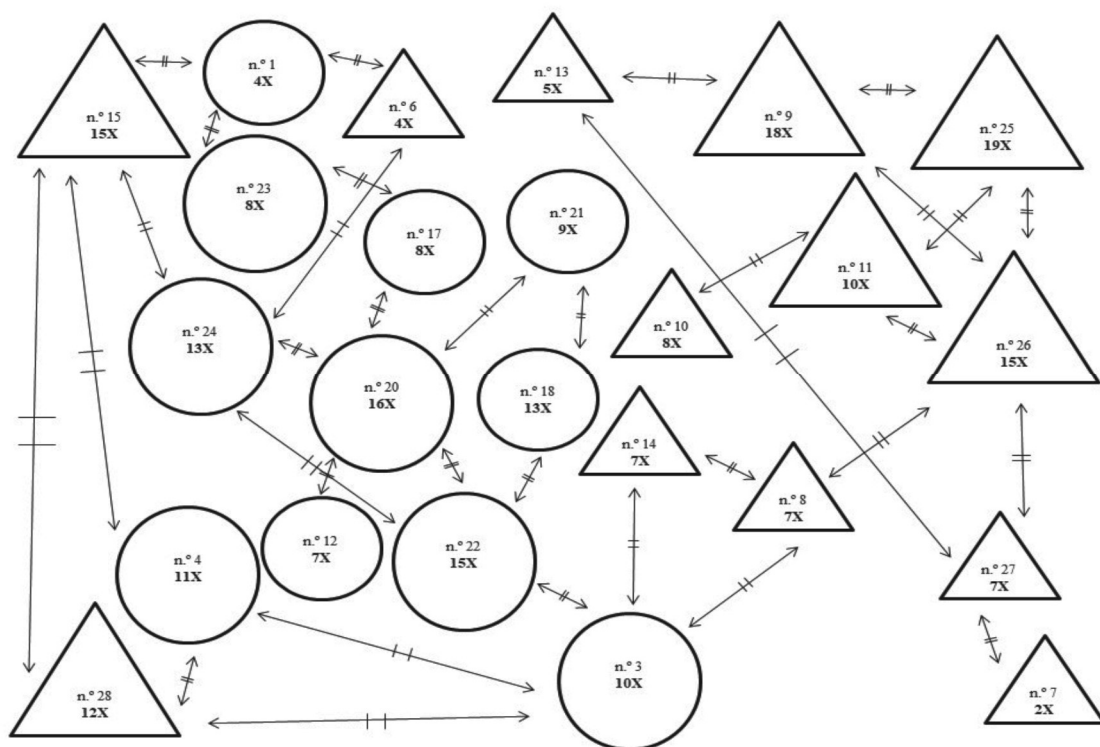 n.º 15
15X
n.º 1
4X
n.º 6
4X
n.º 13
5X
n.º 9
18X
n.º 25
19X
n.º 23
8X
n.º 17
8X
n.º 21
9X
n.º 11
10X
n.º 10
8X
n.º 26
15X
n.º 24
13X
n.º 20
16X
n.º 18
13X
n.º 14
7X
n.º 8
7X
n.º 4
11X
n.º 12
7X
n.º 22
15X
n.º 27
7X
n.º 28
12X
n.º 3
10X
n.º 7
2X